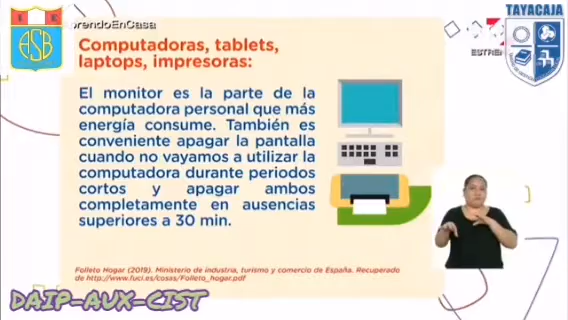 TAYACAJA
prendoEnCasa
ESTREN
ASB
Computadoras, tablets,
laptops, impresoras:
El monitor es la parte de la
computadora personal que más
energía consume. También es
conveniente apagar la pantalla
cuando no vayamos a utilizar la
computadora durante periodos
cortos y apagar ambos
completamente en ausencias
superiores a 30 min.
Folleto Hogar (2019). Ministerio de industria, turismo y comercio de España. Recuperado
de http://www.fuci.es/cosas/Folleto_hogar.pdf
DAIP-AUX-CIST